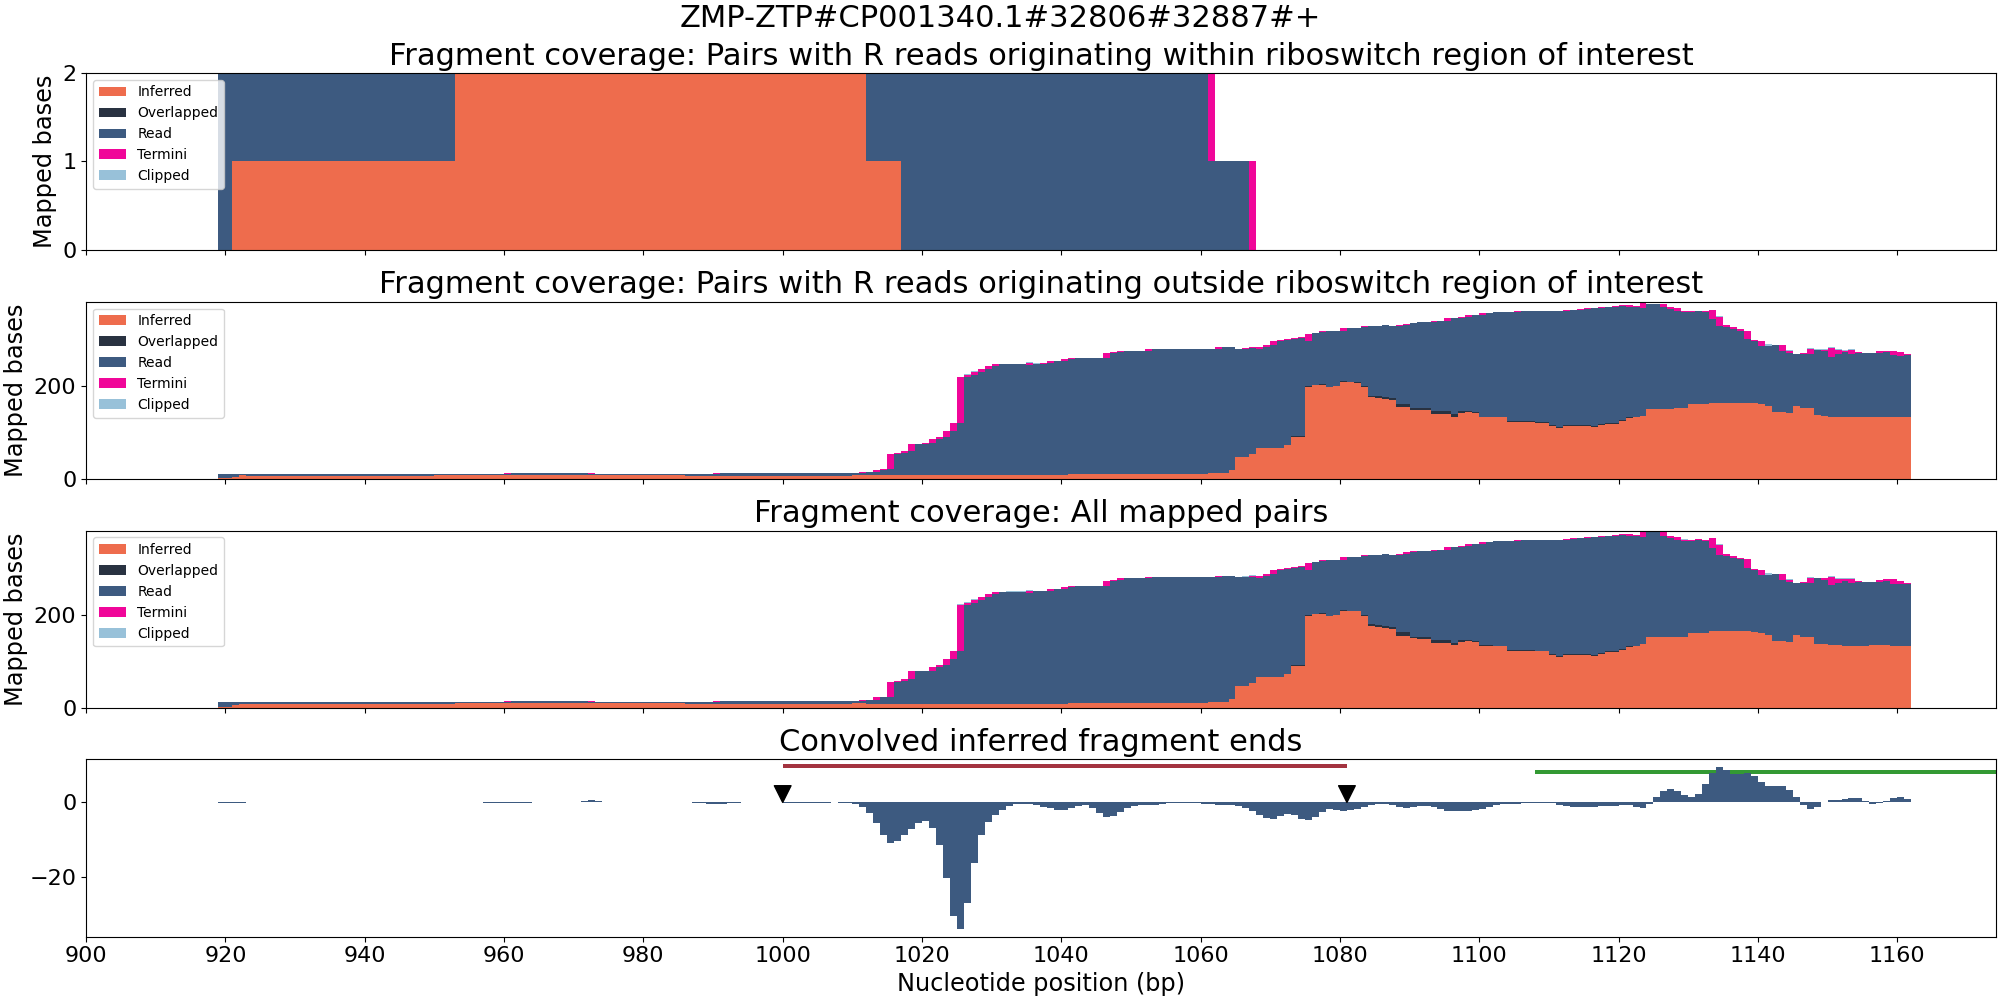 ZMP-ZTP#CP001340.1#32806#32887#+
Fragment coverage: Pairs with R reads originating within riboswitch region of interest
Mapped bases
2
1
0
Inferred
Overlapped
Read
Termini
Clipped
Fragment coverage: Pairs with R reads originating outside riboswitch region of interest
Mapped bases
200
0
Inferred
Overlapped
Read
Termini
Clipped
Fragment coverage: All mapped pairs
Mapped bases
200
0
Inferred
Overlapped
Read
Termini
Clipped
Convolved inferred fragment ends
0
−20
900 920 940 960 980 1000 1020 1040 1060 1080 1100 1120 1140 1160
Nucleotide position (bp)